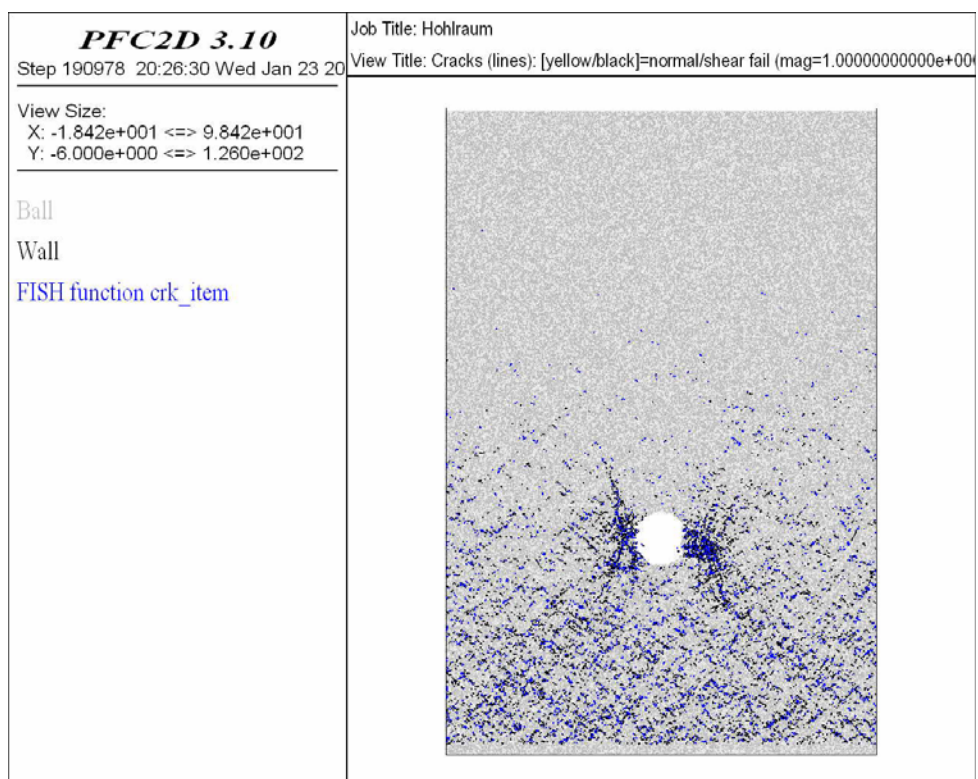 PFC2D 3.10
Step 190978 20:26:30 Wed Jan 23 20
View Size:
X: -1.842e+001 <=> 9.842e+001
Y: -6.000e+000 <=> 1.260e+002
Ball
Wall
FISH function crk_item
Job Title: Hohlraum
View Title: Cracks (lines): [yellow/black]=normal/shear fail (mag=1.00000000000e+00